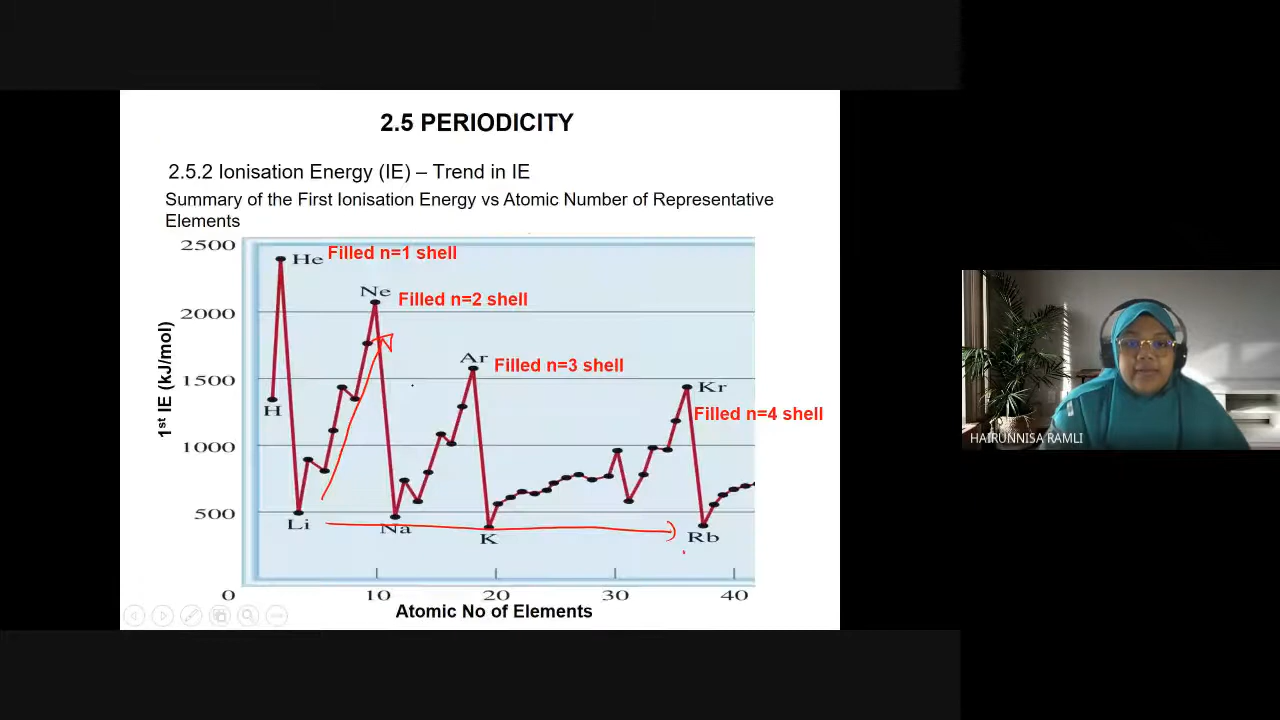 2.5 PERIODICITY
2.5.2 Ionisation Energy (IE) – Trend in IE
Summary of the First Ionisation Energy vs Atomic Number of Representative
Elements
2500
He
Filled n=1 shell
Ne
Filled n=2 shell
2000
Ar
Filled n=3 shell
1500
Kr
Filled n=4 shell
H
1st IE (kJ/mol)
1000
500
Li
Na
K
Rb
0
10
20
30
40
Atomic No of Elements
HAIRUNNISA RAMLI